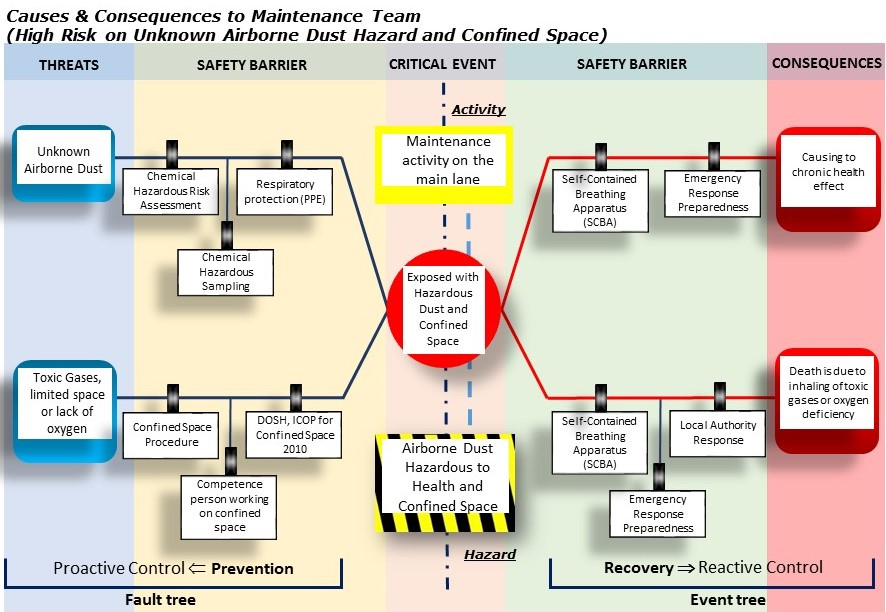 Causes & Consequences to Maintenance Team
(High Risk on Unknown Airborne Dust Hazard and Confined Space)
THREATS
SAFETY BARRIER
CRITICAL EVENT
SAFETY BARRIER
CONSEQUENCES
Activity
Unknown
Airborne Dust
Chemical
Hazardous Risk
Assessment
Respiratory
protection (PPE)
Chemical
Hazardous
Sampling
Maintenance
activity on the
main lane
Self-Contained
Breathing
Apparatus
(SCBA)
Emergency
Response
Preparedness
Causing to
chronic health
effect
Exposed with
Hazardous
Dust and
Confined
Space
Toxic Gases,
limited space
or lack of
oxygen
Confined Space
Procedure
DOSH, ICOP for
Confined Space
2010
Competence
person working
on confined
space
Airborne Dust
Hazardous to
Health and
Confined Space
Self-Contained
Breathing
Apparatus
(SCBA)
Local Authority
Response
Emergency
Response
Preparedness
Death is due to
inhaling of toxic
gases or oxygen
deficiency
Hazard
Proactive Control ⇐ Prevention
Fault tree
Recovery ⇒ Reactive Control
Event tree